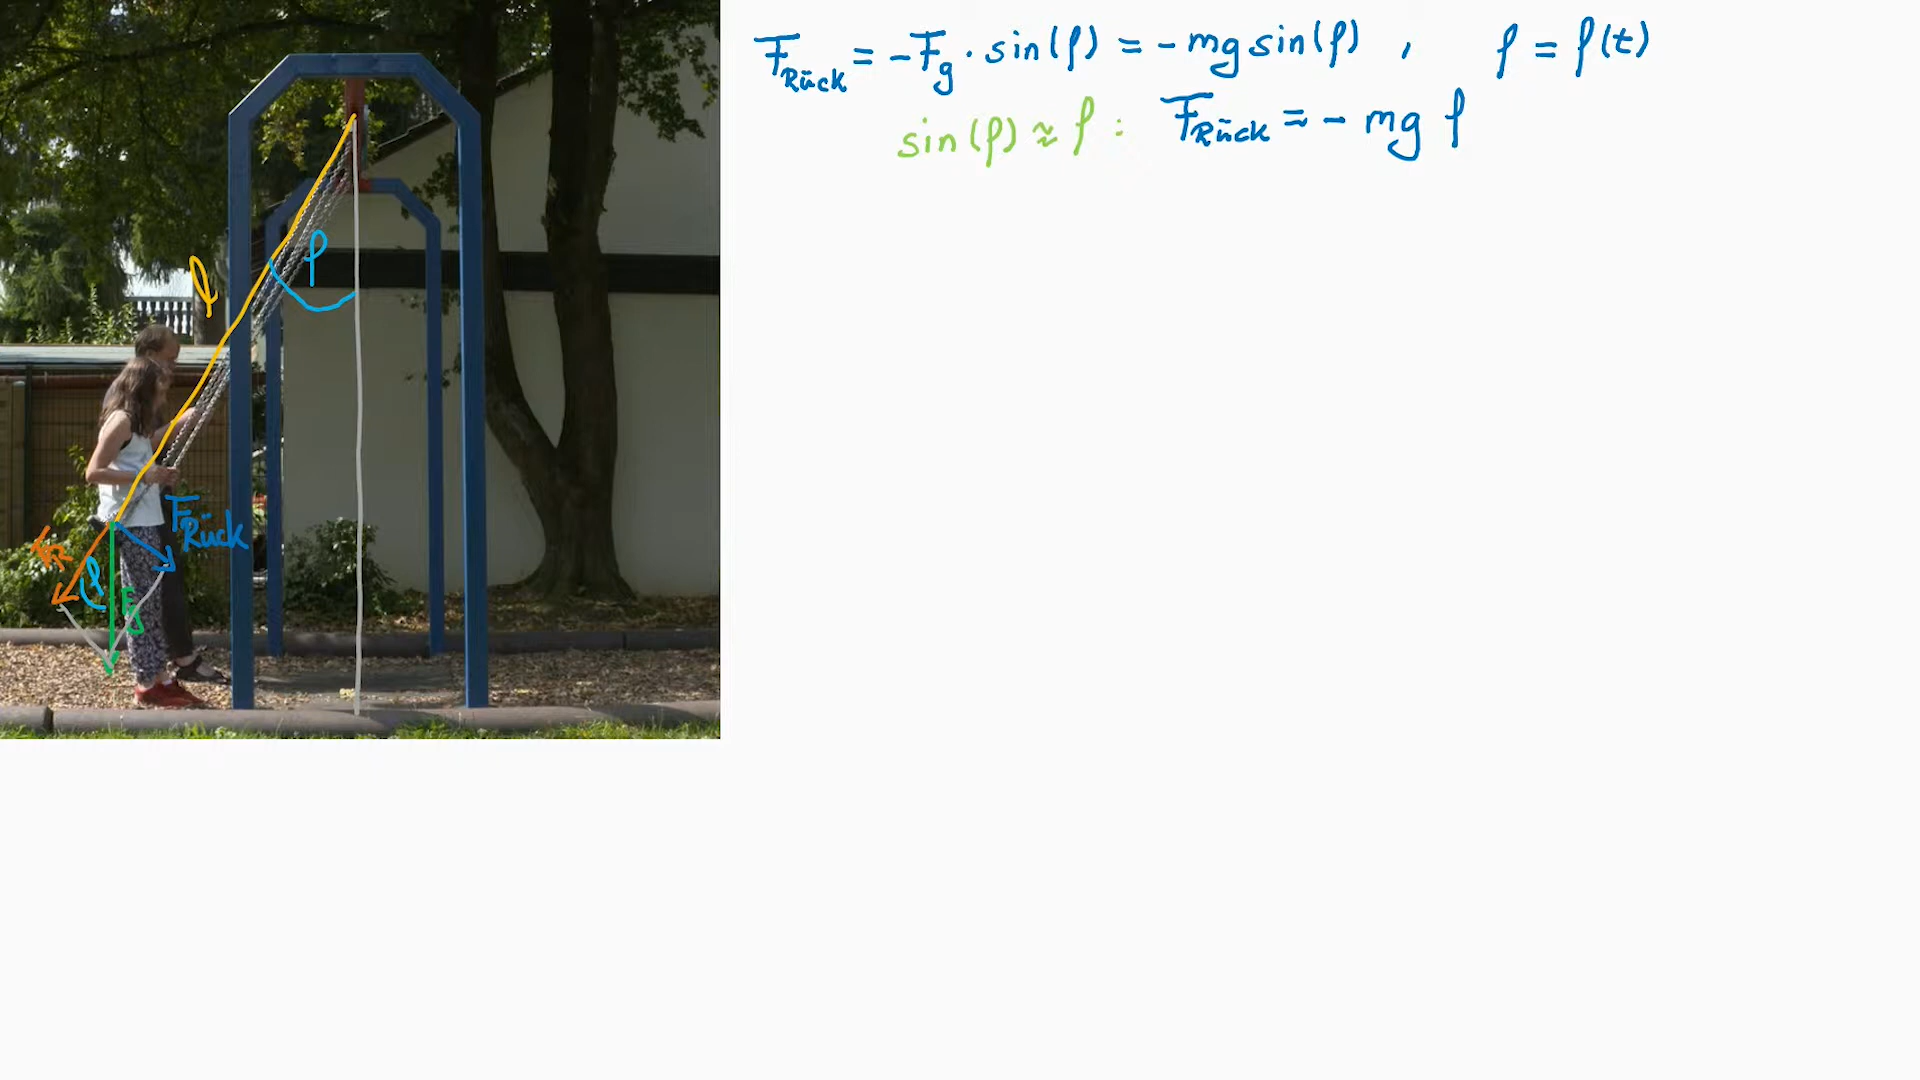 F_Rück = -F_g · sin(φ) = -mg sin(φ) , φ = φ(t)
sin(φ) ≈ φ : F_Rück ≈ - mg φ
φ
l
F_Rück
φ
F_g